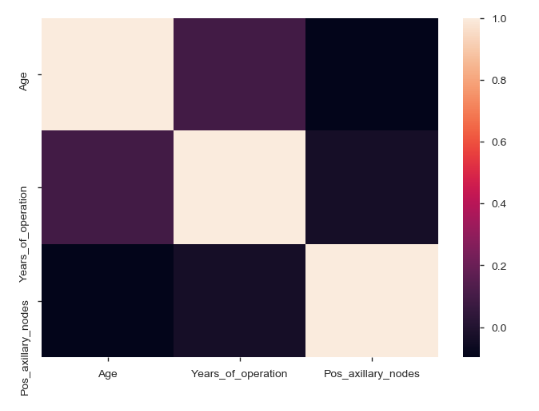 Age
Years_of_operation
Pos_axillary_nodes
Age
Years_of_operation
Pos_axillary_nodes
1.0
0.8
0.6
0.4
0.2
0.0